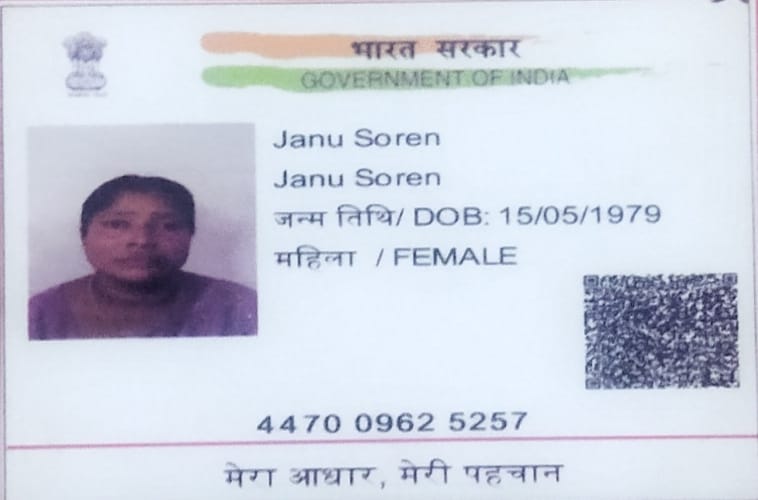 भारत सरकार
GOVERNMENT OF INDIA
Janu Soren
Janu Soren
जन्म तिथि/ DOB: 15/05/1979
महिला / FEMALE
4470 0962 5257
मेरा आधार, मेरी पहचान